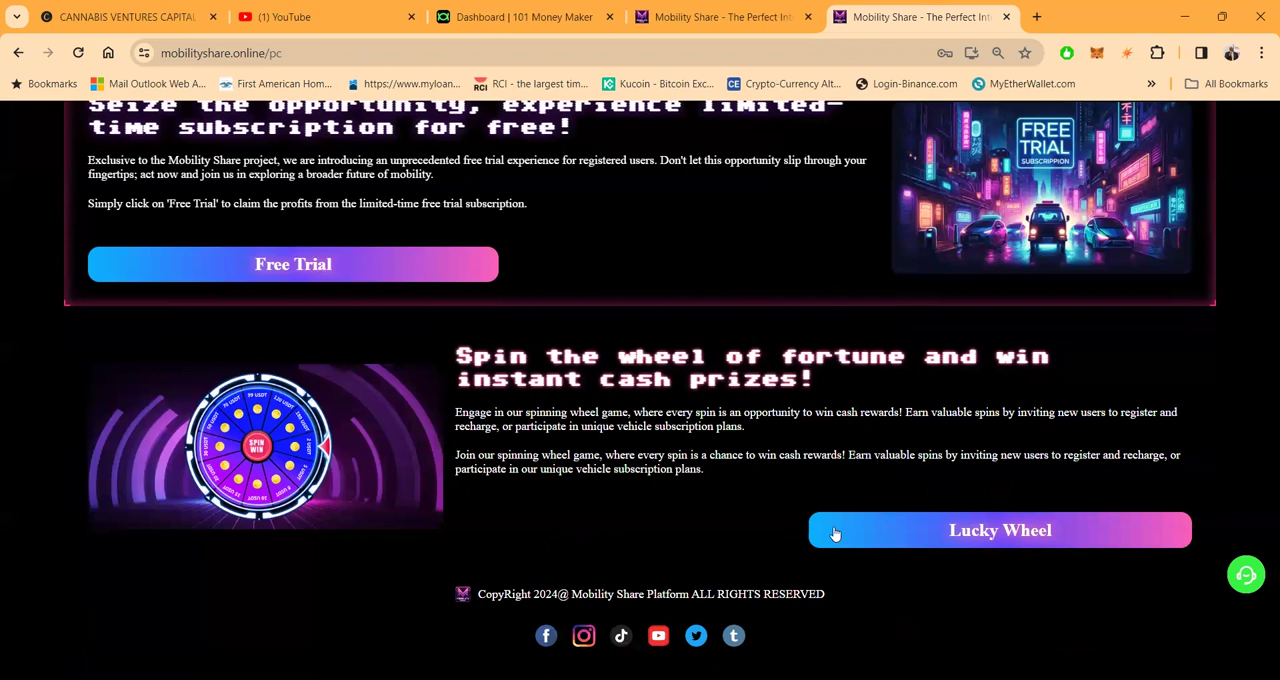 CANNABIS VENTURES CAPITAL
(1) YouTube
Dashboard | 101 Money Maker
Mobility Share - The Perfect Int
Mobility Share - The Perfect Int
mobilityshare.online/pc
Bookmarks
Mail Outlook Web A...
First American Hom...
https://www.myloan...
RCI - the largest tim...
Kucoin - Bitcoin Exc...
Crypto-Currency Alt...
Login-Binance.com
MyEtherWallet.com
All Bookmarks
Seize the opportunity, experience limited-
time subscription for free!
Exclusive to the Mobility Share project, we are introducing an unprecedented free trial experience for registered users. Don't let this opportunity slip through your
fingertips; act now and join us in exploring a broader future of mobility.
Simply click on 'Free Trial' to claim the profits from the limited-time free trial subscription.
Free Trial
FREE
TRIAL
SUBSCRIPPION
Spin the wheel of fortune and win
instant cash prizes!
SPIN
WIN
Engage in our spinning wheel game, where every spin is an opportunity to win cash rewards! Earn valuable spins by inviting new users to register and
recharge, or participate in unique vehicle subscription plans.
Join our spinning wheel game, where every spin is a chance to win cash rewards! Earn valuable spins by inviting new users to register and recharge, or
participate in our unique vehicle subscription plans.
Lucky Wheel
CopyRight 2024@ Mobility Share Platform ALL RIGHTS RESERVED